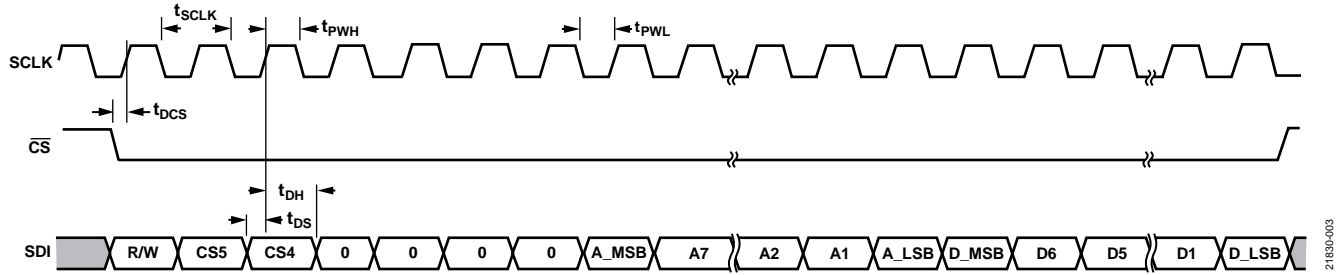 tSCLK tPWH tPWL
SCLK
tDCS
CS
tDH
tDS
SDI R/W CS5 CS4 0 0 0 0 A_MSB A7 A2 A1 A_LSB D_MSB D6 D5 D1 D_LSB
21830-003